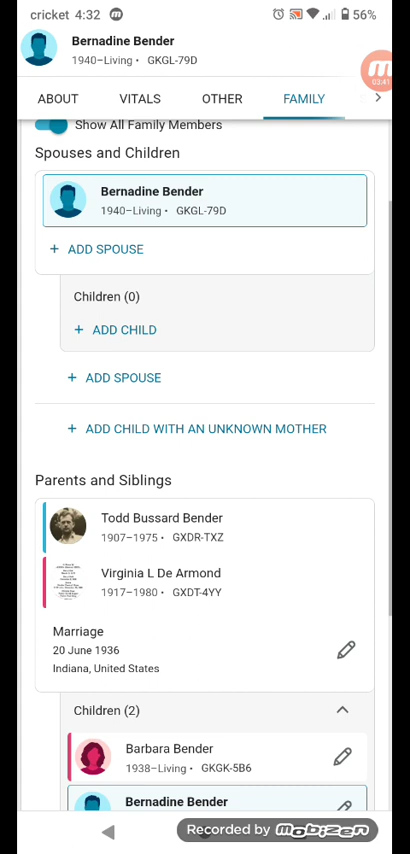 cricket 4:32 56%
Bernadine Bender
1940–Living • GKGL-79D
02:41
ABOUT VITALS OTHER FAMILY
Show All Family Members
Spouses and Children
Bernadine Bender
1940–Living • GKGL-79D
+ ADD SPOUSE
Children (0)
+ ADD CHILD
+ ADD SPOUSE
+ ADD CHILD WITH AN UNKNOWN MOTHER
Parents and Siblings
Todd Bussard Bender
1907–1975 • GXDR-TXZ
Virginia L De Armond
1917–1980 • GXDT-4YY
Marriage
20 June 1936
Indiana, United States
Children (2)
Barbara Bender
1938–Living • GKGK-5B6
Bernadine Bender
Recorded by mobizen